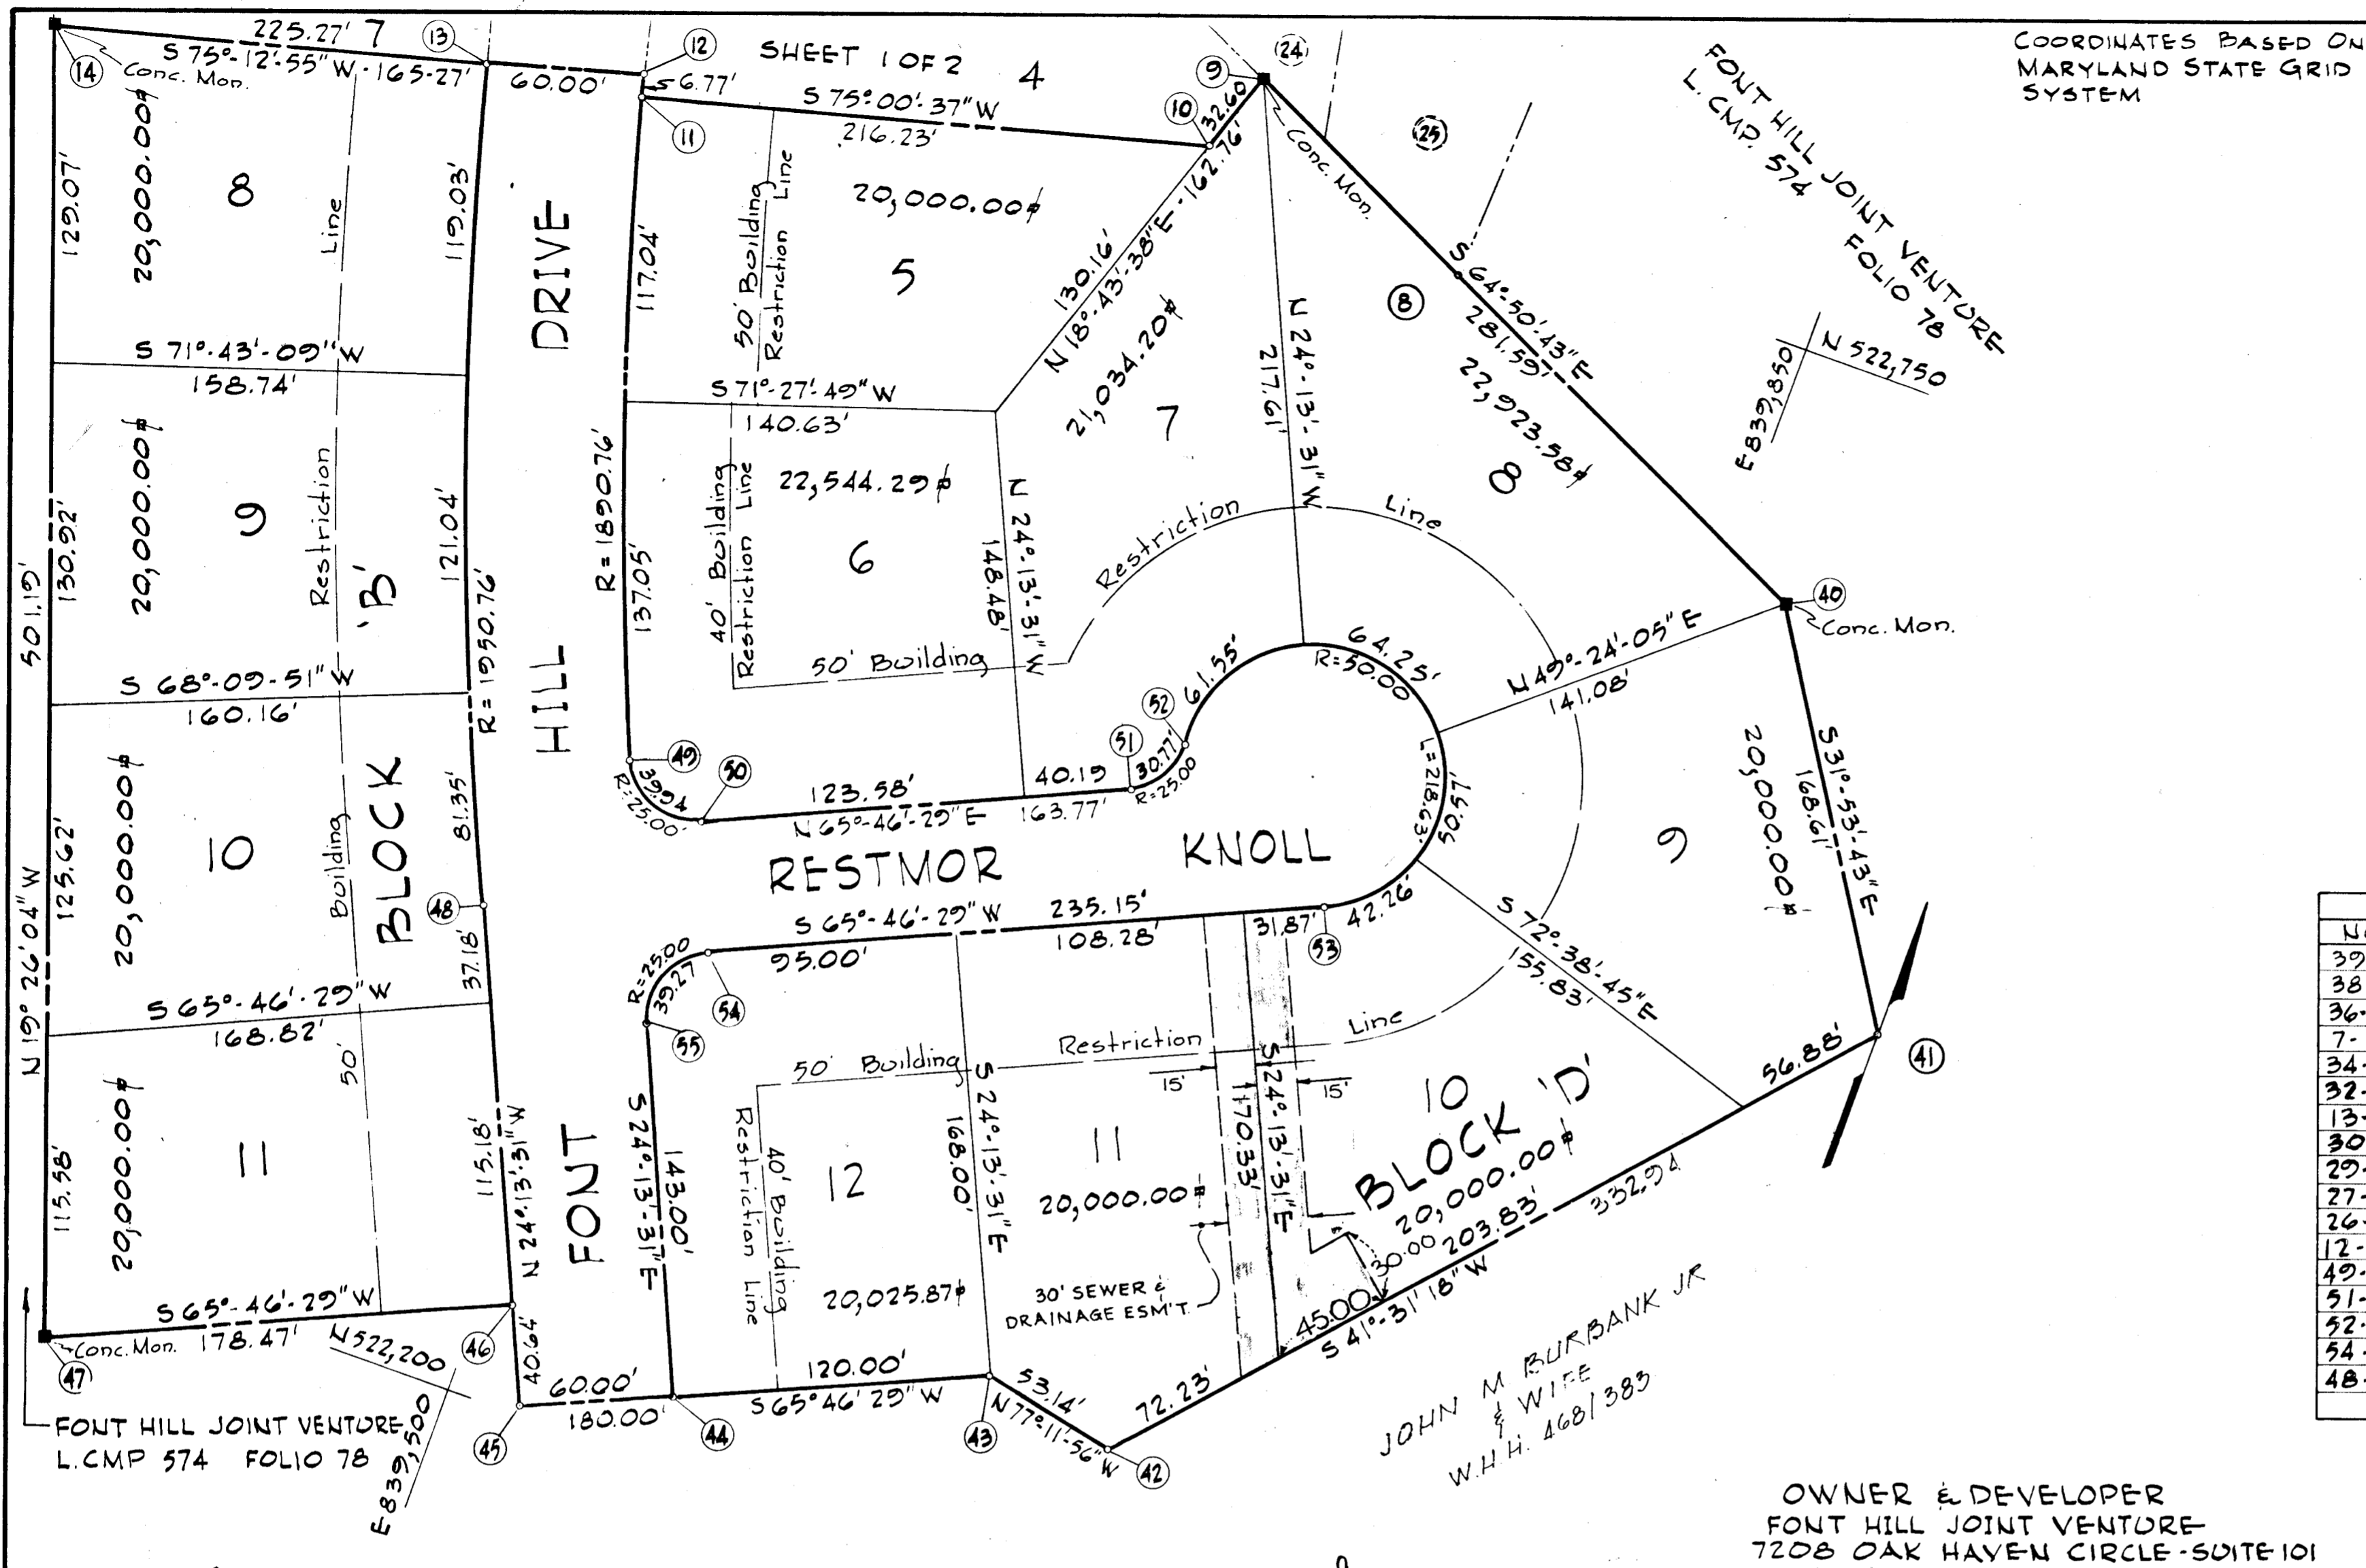 225.27' 7
S 75°-12'-55" W - 165.27'
14
Conc. Mon.
13
60.00'
12
6.77'
11
SHEET 1 OF 2
4
S 75°-00'-37" W
216.23'
9
10
32.60
24
Conc. Mon.
25
COORDINATES BASED ON
MARYLAND STATE GRID
SYSTEM
FONT HILL JOINT VENTURE
L. CMP. 574 FOLIO 78
129.07'
20,000.00⌀
8
Line
119.03'
S 71°-43'-09" W
158.74'
DRIVE
117.04'
50' Building
Restriction Line
20,000.00⌀
5
130.16'
N 18°-43'-38" E - 162.76'
S 71°-27'-49" W
140.63'
21,034.20⌀
7
N 24°-13'-31" W
217.61'
8
S 64°-50'-43" E
281.59'
22,923.58⌀
8
N 522,750
E 839,850
501.19'
130.92'
20,000.00⌀
9
Restriction
'B'
121.04'
R=1950.76'
R=1890.76'
137.05'
40' Building
Restriction Line
22,544.29⌀
6
N 24°-13'-31" W
148.48'
Restriction
Line
50' Building
S 68°-09-51" W
160.16'
HILL
49
39.94
R=25.00'
50
123.58'
N 65°-46'-29" E
40.19
163.77'
51
30.77'
R=25.00
52
61.55'
64.25'
R=50.00
L=218.63'
50.57'
N 49°-24'-05" E
141.08'
40
Conc. Mon.
20,000.00⌀
9
S 31°-53'-43" E
168.61'
N 19° 26' 04" W
125.62'
20,000.00⌀
10
Building
BLOCK
81.35'
48
37.18'
S 65°-46'-29" W
168.82'
RESTMOR KNOLL
S 65°-46'-29" W
235.15'
95.00'
108.28'
31.87'
53
42.26'
S 72°-38'-45" E
155.83'
R=25.00
39.27
54
55
50' Building Restriction Line
15'
15'
56.88'
41
115.58'
20,000.00⌀
11
50'
115.18'
N 24°-13'-31" W
FONT
S 24°-13'-31" E
143.00'
Restriction Line
40' Building
12
20,025.87⌀
S 24°-13'-31" E
168.00'
11
20,000.00⌀
170.33'
S 24°-13'-31" E
10
BLOCK 'D'
20,000.00⌀
30' SEWER &
DRAINAGE ESM'T.
30.00
203.83'
332.94
45.00
S 41°-31'18" W
S 65°-46'-29" W
178.47'
Conc. Mon.
47
46
40.64'
N 522,200
E 839,500
60.00'
180.00'
45
44
120.00'
S 65°46'29" W
43
53.14'
N 77°-11'-56" W
42
72.23'
FONT HILL JOINT VENTURE
L. CMP 574 FOLIO 78
JOHN M BURBANK JR
& WIFE
W.H.H. 468/383
39
38
36-
7-
34-
32-
13-
30
29-
27-
26-
12-
49-
51-
52-
54-
48-
OWNER & DEVELOPER
FONT HILL JOINT VENTURE
7208 OAK HAVEN CIRCLE - SUITE 101